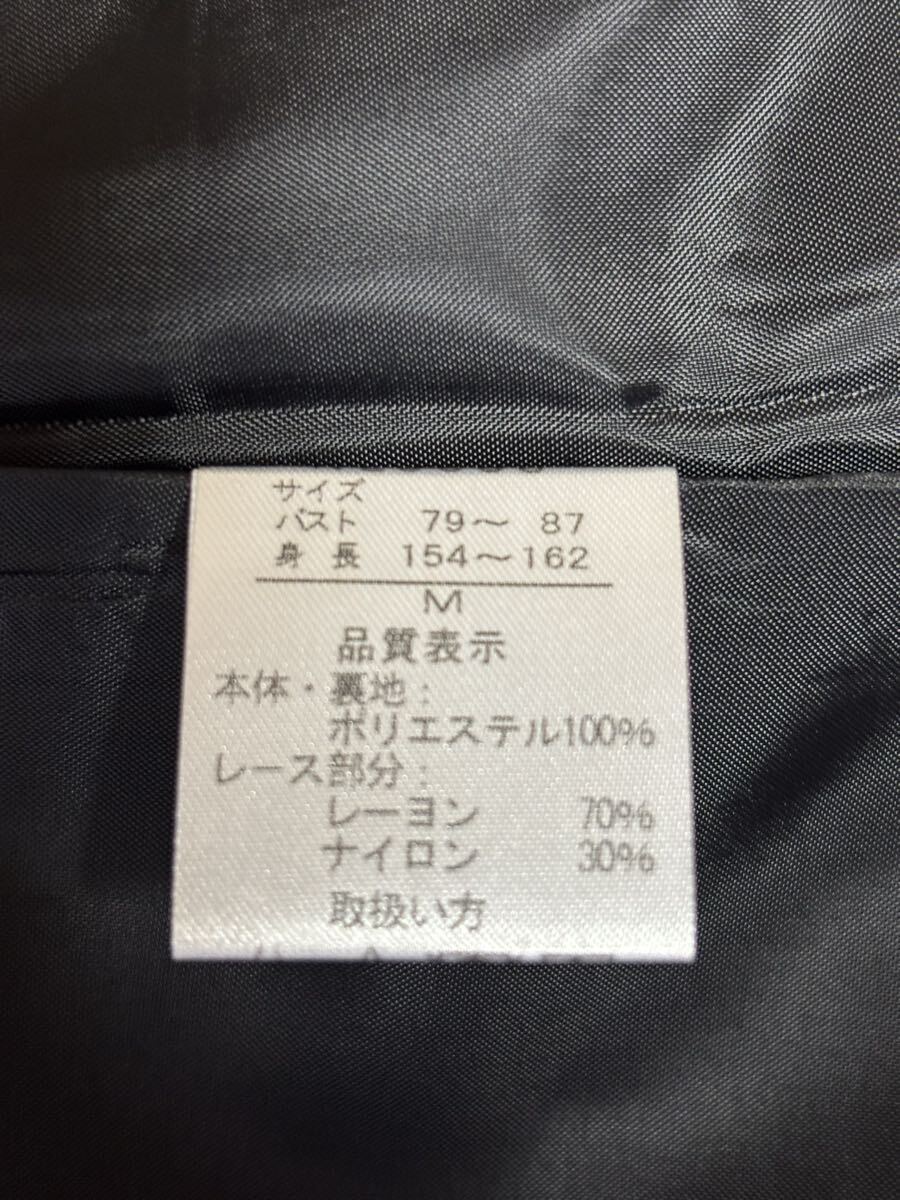 サイズ
バスト 79〜 87
身 長 154〜162
M
品質表示
本体・裏地:
ポリエステル100%
レース部分:
レーヨン 70%
ナイロン 30%
取扱い方